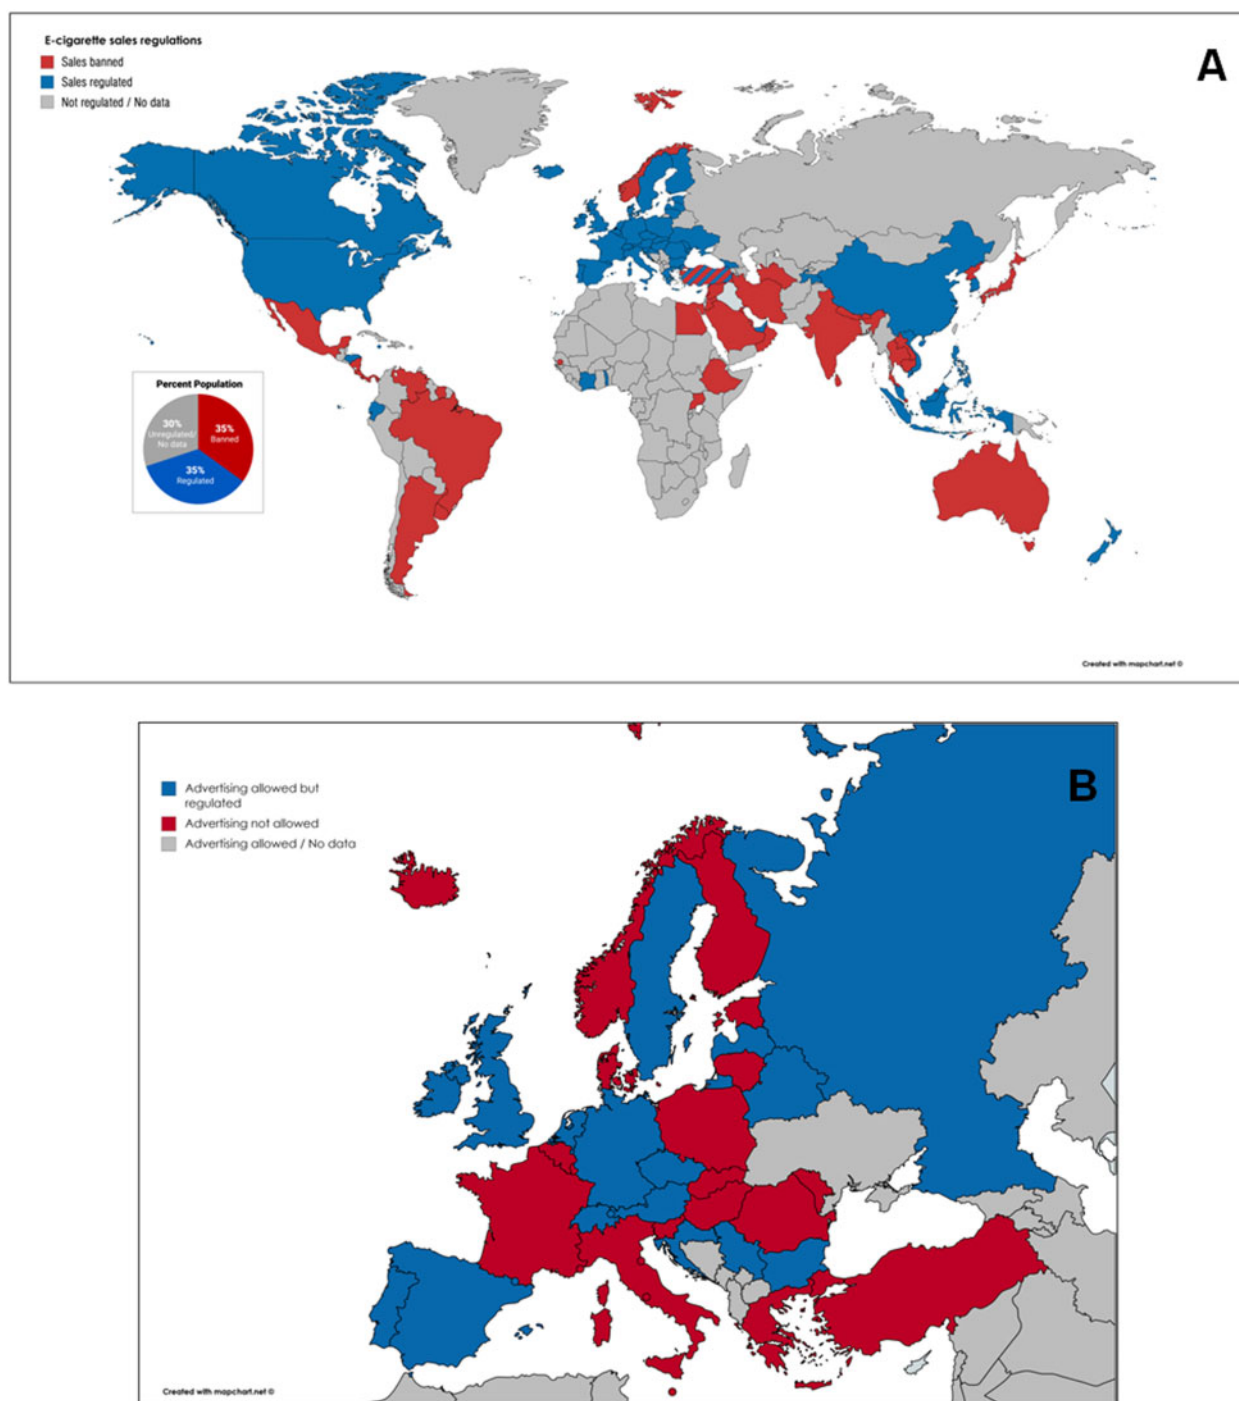 E-cigarette sales regulations
Sales banned
Sales regulated
Not regulated / No data
A
Percent Population
30%
Unregulated/
No data
35%
Banned
35%
Regulated
Created with mapchart.net ©
Advertising allowed but
regulated
Advertising not allowed
Advertising allowed / No data
B
Created with mapchart.net ©